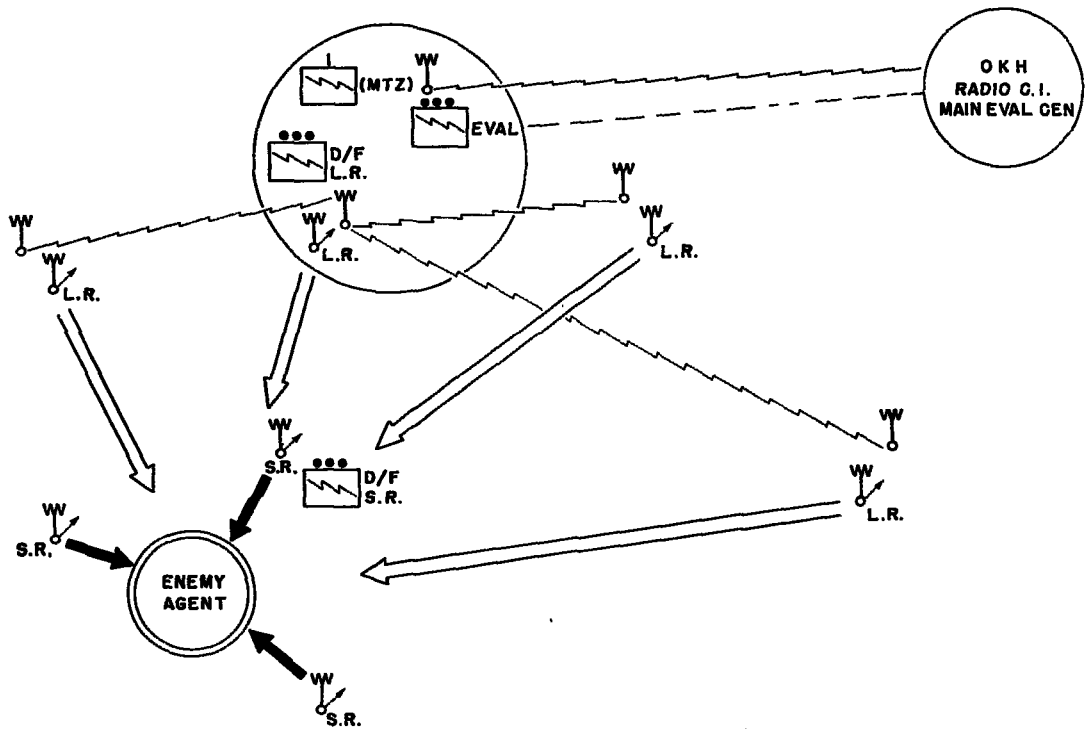 (MTZ)
EVAL
OKH
RADIO C.I.
MAIN EVAL CEN
D/F
L.R.
L.R.
L.R.
L.R.
S.R.
D/F
S.R.
L.R.
S.R.
ENEMY
AGENT
S.R.